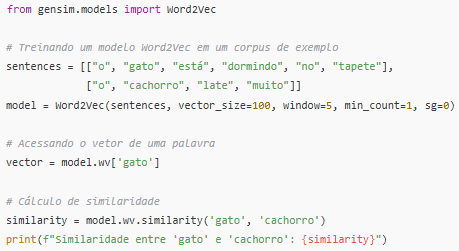 from gensim.models import Word2Vec
# Treinando um modelo Word2Vec em um corpus de exemplo
sentences = [["o", "gato", "está", "dormindo", "no", "tapete"],
["o", "cachorro", "late", "muito"]]
model = Word2Vec(sentences, vector_size=100, window=5, min_count=1, sg=0)
# Acessando o vetor de uma palavra
vector = model.wv['gato']
# Cálculo de similaridade
similarity = model.wv.similarity('gato', 'cachorro')
print(f"Similaridade entre 'gato' e 'cachorro': {similarity}")